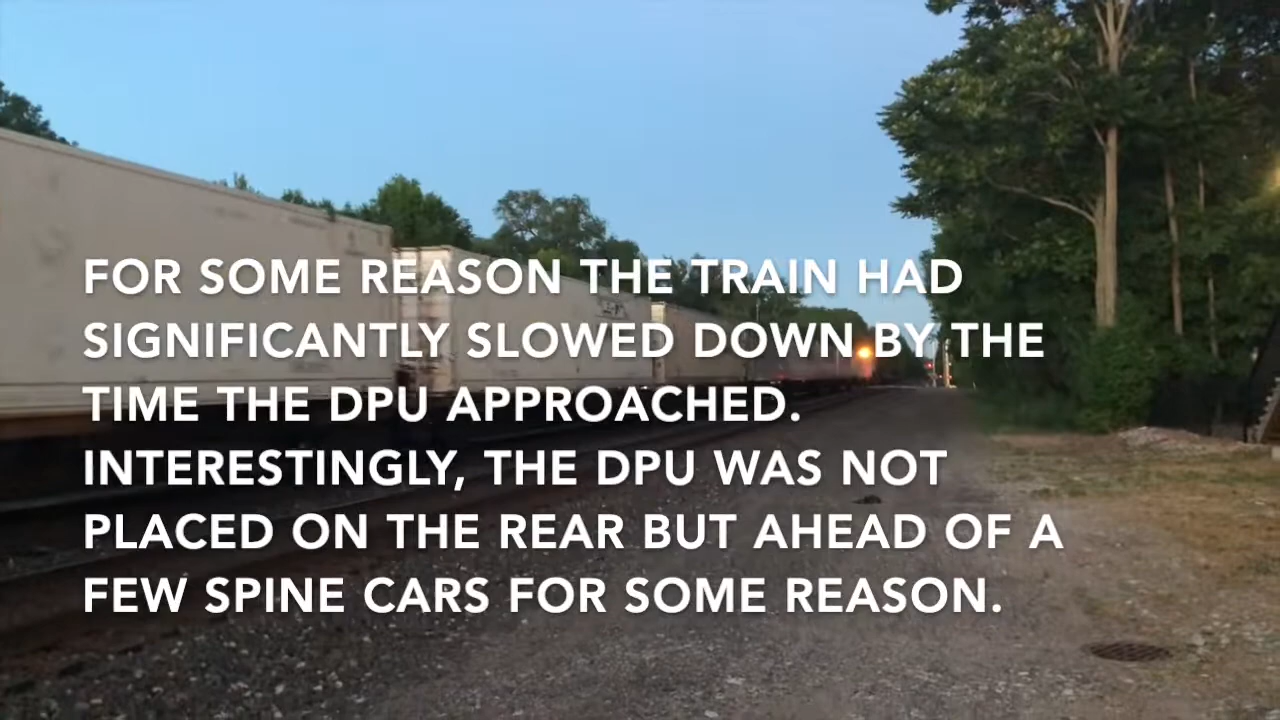 FOR SOME REASON THE TRAIN HAD
SIGNIFICANTLY SLOWED DOWN BY THE
TIME THE DPU APPROACHED.
INTERESTINGLY, THE DPU WAS NOT
PLACED ON THE REAR BUT AHEAD OF A
FEW SPINE CARS FOR SOME REASON.